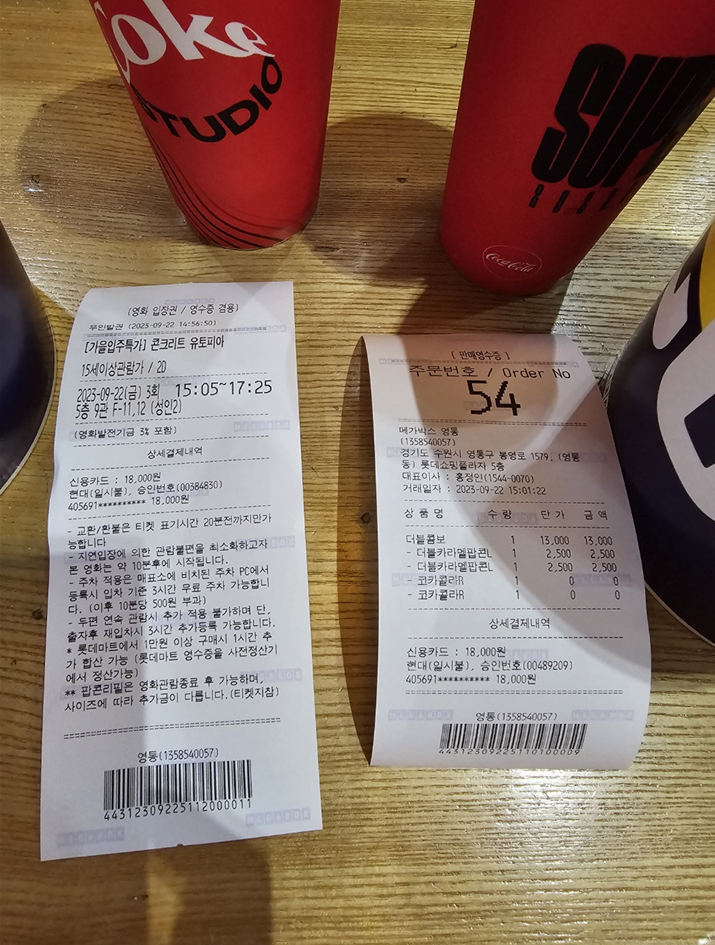 Coke
STUDIO
SUP
Coca-Cola
(영화 입장권 / 영수증 겸용)
무인발권 (2023-09-22 14:56:50)
[가을입주특가] 콘크리트 유토피아
15세이상관람가 / 2D
2023-09-22(금) 3회 15:05~17:25
5층 9관 F-11,12 (성인2)
(영화발전기금 3% 포함)
상세결제내역
신용카드 : 18,000원
현대(일시불), 승인번호(00384830)
405691********** 18,000원
- 교환/환불은 티켓 표기시간 20분전까지만가
능합니다
- 지연입장에 의한 관람불편을 최소화하고자
본 영화는 약 10분후에 시작됩니다.
- 주차 적용은 매표소에 비치된 주차 PC에서
등록시 입차 기준 3시간 무료 주차 가능합니
다. (이후 10분당 500원 부과)
- 두편 연속 관람시 추가 적용 불가하며 단,
출차후 재입차시 3시간 추가등록 가능합니다.
* 롯데마트에서 1만원 이상 구매시 1시간 추
가 합산 가능 (롯데마트 영수증을 사전정산기
에서 정산가능)
** 팝콘리필은 영화관람종료 후 가능하며,
사이즈에 따라 추가금이 다릅니다.(티켓지참)
영통(1358540057)
44312309225112000011
( 판매영수증 )
주문번호 / Order No
54
메가박스 영통
(1358540057)
경기도 수원시 영통구 봉영로 1579, (영통
동) 롯데쇼핑플라자 5층
대표이사 : 홍정인(1544-0070)
거래일자 : 2023-09-22 15:01:22
상 품 명 수 량 단 가 금 액
더블콤보 1 13,000 13,000
- 더블카라멜팝콘L 1 2,500 2,500
- 더블카라멜팝콘L 1 2,500 2,500
- 코카콜라R 1 0 0
- 코카콜라R 1 0 0
상세결제내역
신용카드 : 18,000원
현대(일시불), 승인번호(00489209)
405691********** 18,000원
영통(1358540057)
44312309225110100009